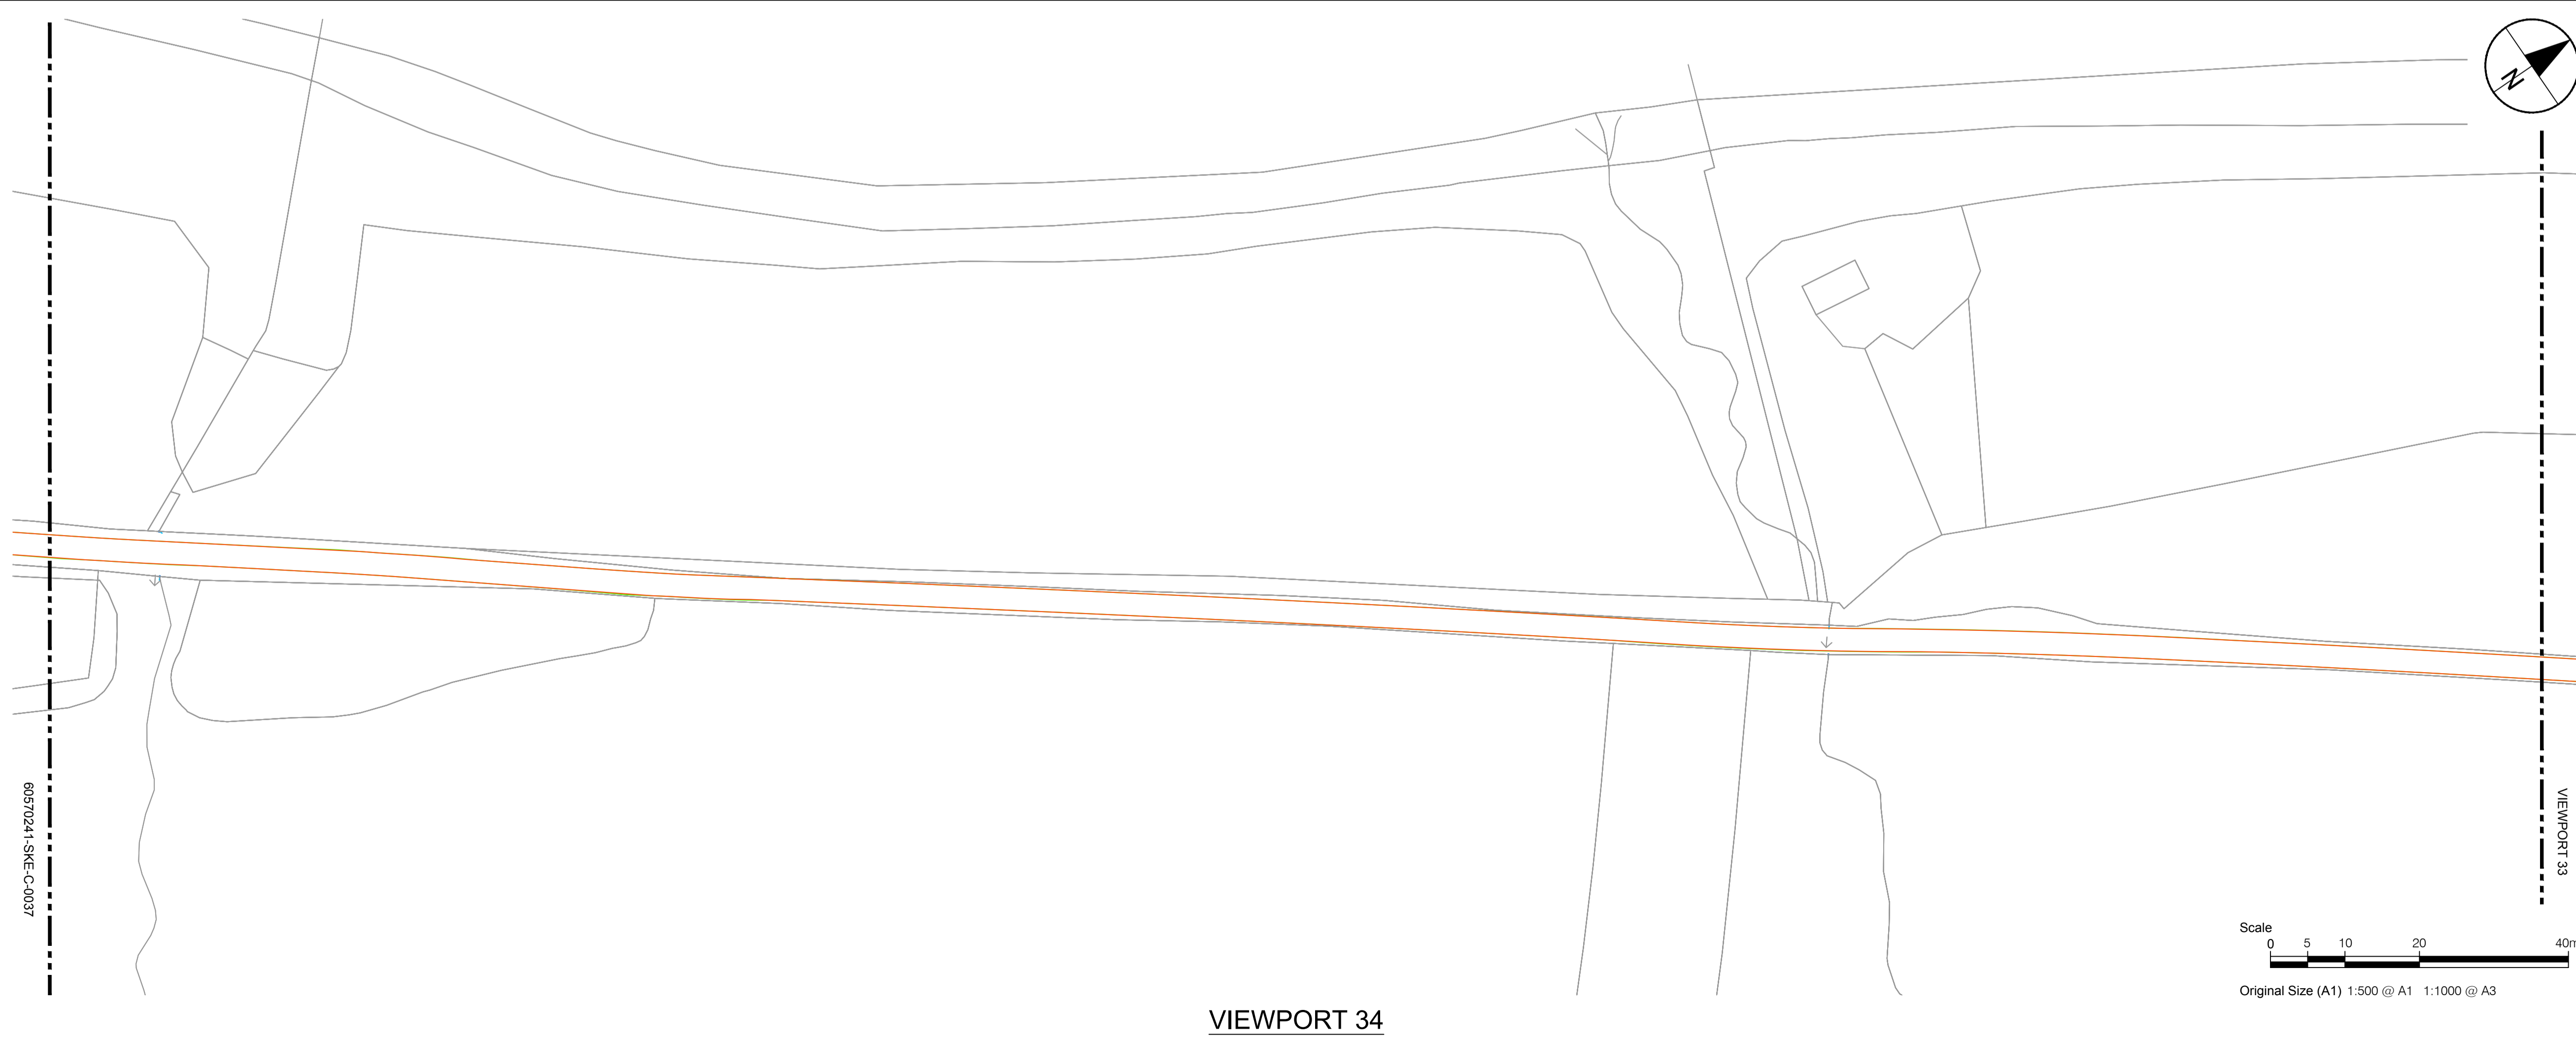 N
60570241-SKE-C-0037
VIEWPORT 33
Scale
0 5 10 20 40m
Original Size (A1) 1:500 @ A1 1:1000 @ A3
VIEWPORT 34